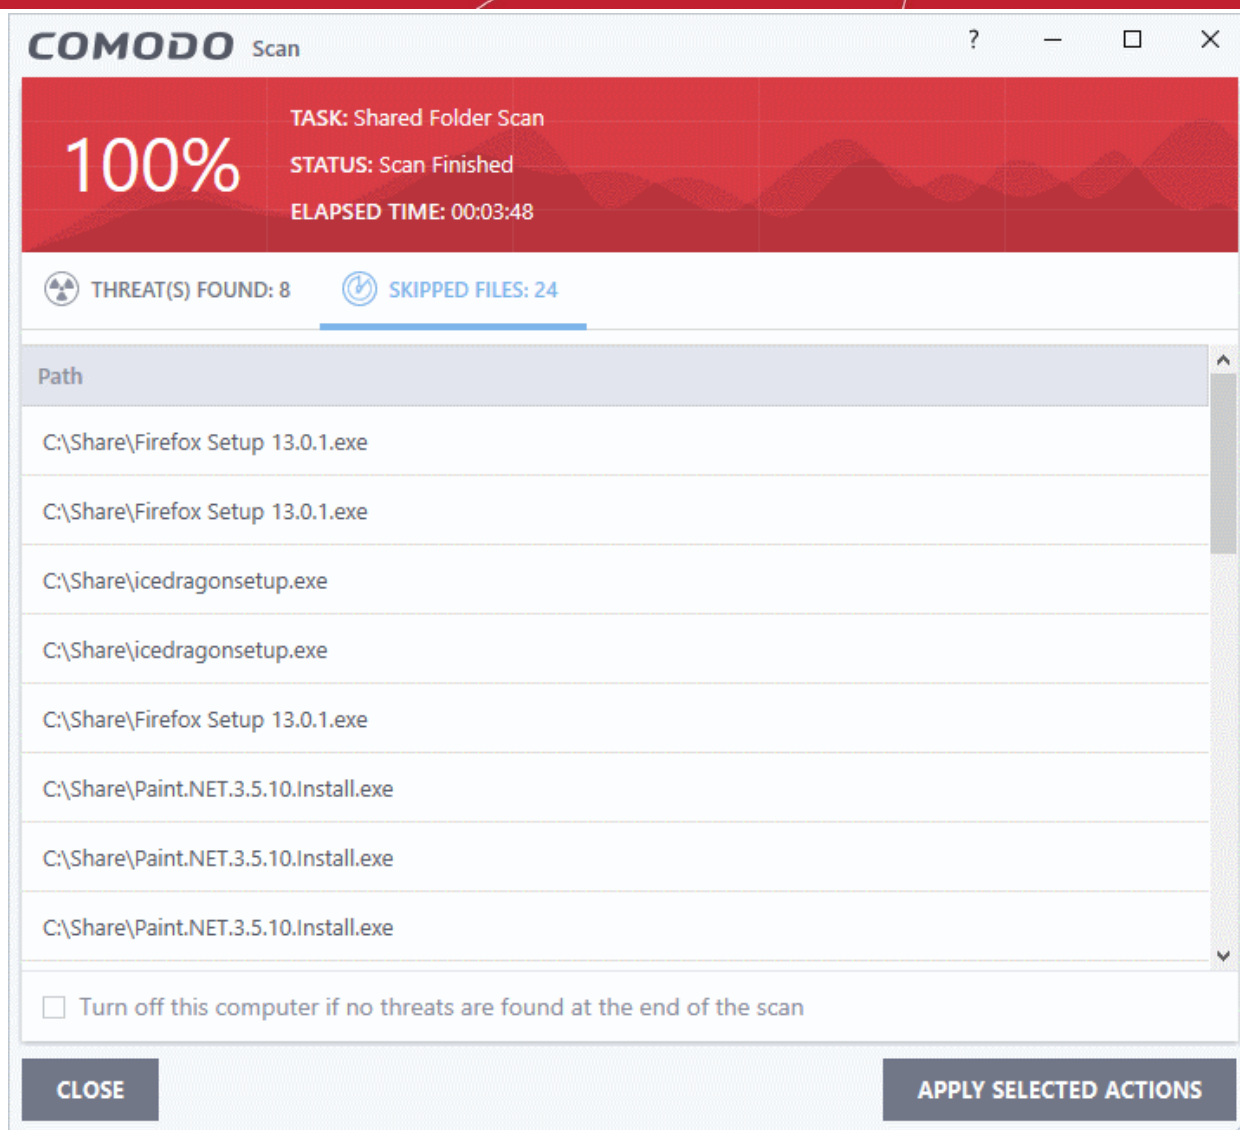 COMODO Scan
?
100%
TASK: Shared Folder Scan
STATUS: Scan Finished
ELAPSED TIME: 00:03:48
THREAT(S) FOUND: 8
SKIPPED FILES: 24
Path
C:\Share\Firefox Setup 13.0.1.exe
C:\Share\Firefox Setup 13.0.1.exe
C:\Share\icedragonsetup.exe
C:\Share\icedragonsetup.exe
C:\Share\Firefox Setup 13.0.1.exe
C:\Share\Paint.NET.3.5.10.Install.exe
C:\Share\Paint.NET.3.5.10.Install.exe
C:\Share\Paint.NET.3.5.10.Install.exe
Turn off this computer if no threats are found at the end of the scan
CLOSE
APPLY SELECTED ACTIONS